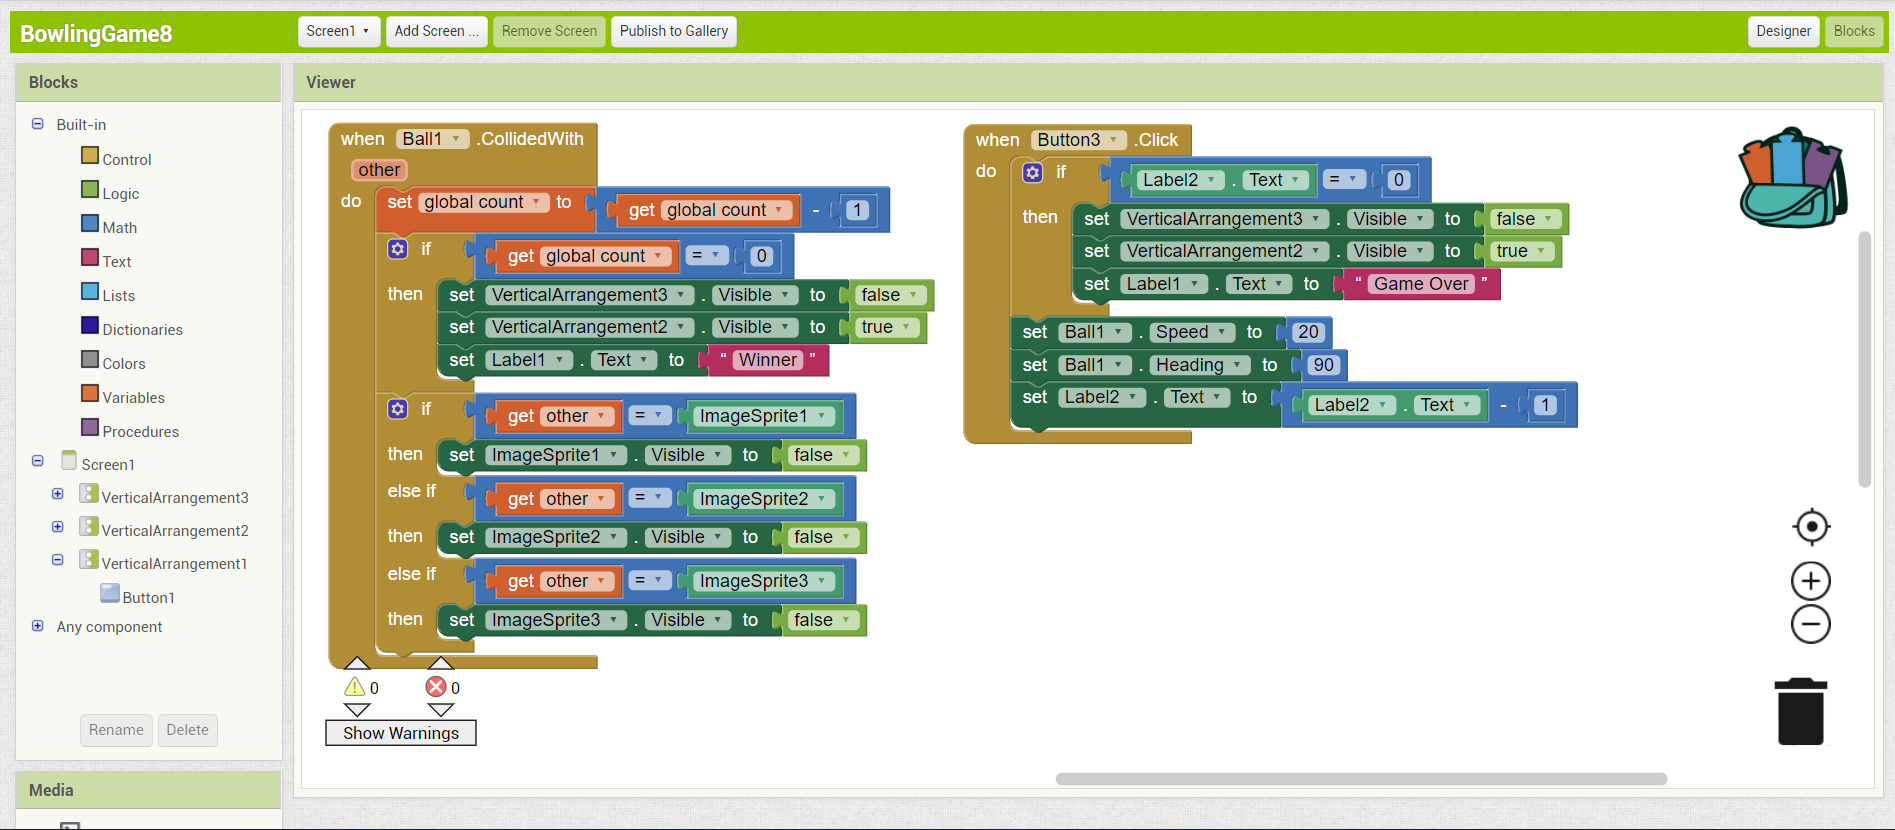 BowlingGame8
Screen1
Add Screen ...
Remove Screen
Publish to Gallery
Designer
Blocks
Blocks
Built-in
Control
Logic
Math
Text
Lists
Dictionaries
Colors
Variables
Procedures
Screen1
VerticalArrangement3
VerticalArrangement2
VerticalArrangement1
Button1
Any component
Rename
Delete
Media
Viewer
when Ball1 .CollidedWith
other
do set global count to get global count - 1
if get global count = 0
then set VerticalArrangement3 . Visible to false
set VerticalArrangement2 . Visible to true
set Label1 . Text to “ Winner ”
if get other = ImageSprite1
then set ImageSprite1 . Visible to false
else if get other = ImageSprite2
then set ImageSprite2 . Visible to false
else if get other = ImageSprite3
then set ImageSprite3 . Visible to false
0 0
Show Warnings
when Button3 .Click
do if Label2 . Text = 0
then set VerticalArrangement3 . Visible to false
set VerticalArrangement2 . Visible to true
set Label1 . Text to “ Game Over ”
set Ball1 . Speed to 20
set Ball1 . Heading to 90
set Label2 . Text to Label2 . Text - 1